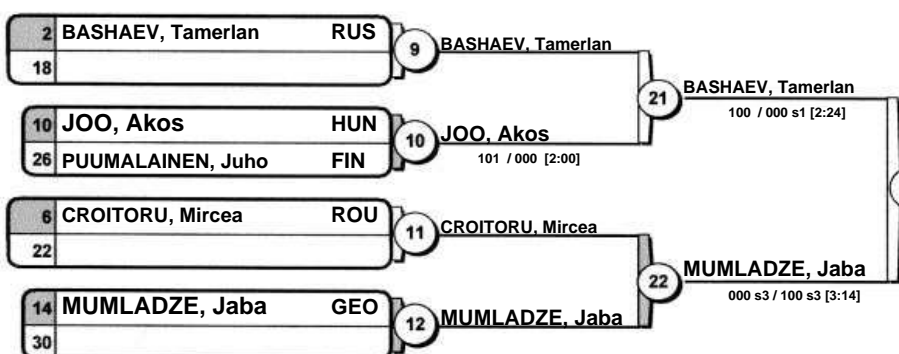 2 BASHAEV, Tamerlan RUS
18
9 BASHAEV, Tamerlan
10 JOO, Akos HUN
26 PUUMALAINEN, Juho FIN
10 JOO, Akos
101 / 000 [2:00]
21 BASHAEV, Tamerlan
100 / 000 s1 [2:24]
6 CROITORU, Mircea ROU
22
11 CROITORU, Mircea
14 MUMLADZE, Jaba GEO
30
12 MUMLADZE, Jaba
22 MUMLADZE, Jaba
000 s3 / 100 s3 [3:14]